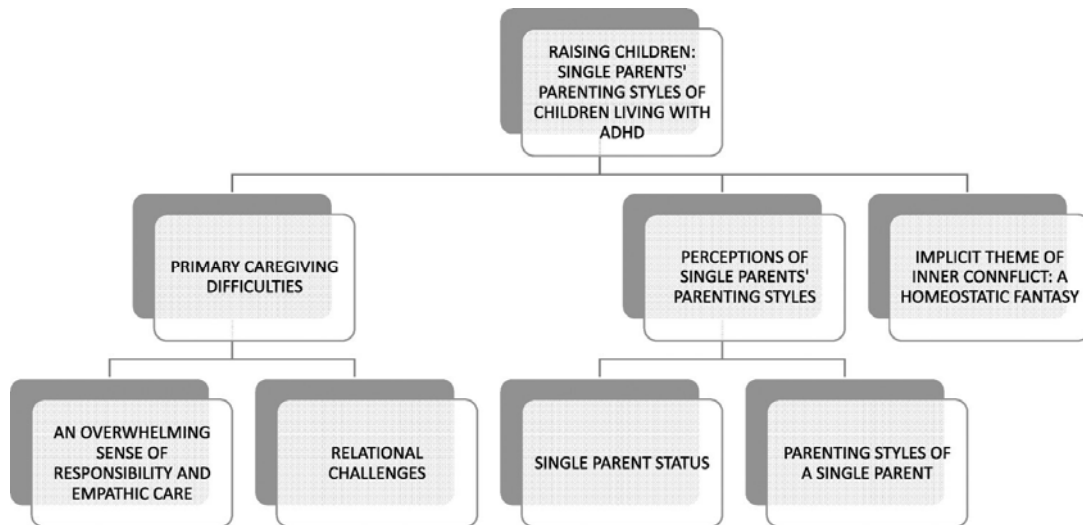 RAISING CHILDREN:
SINGLE PARENTS'
PARENTING STYLES OF
CHILDREN LIVING WITH
ADHD
PRIMARY CAREGIVING
DIFFICULTIES
PERCEPTIONS OF
SINGLE PARENTS'
PARENTING STYLES
IMPLICIT THEME OF
INNER CONNFLICT: A
HOMEOSTATIC FANTASY
AN OVERWHELMING
SENSE OF
RESPONSIBILITY AND
EMPATHIC CARE
RELATIONAL
CHALLENGES
SINGLE PARENT STATUS
PARENTING STYLES OF
A SINGLE PARENT